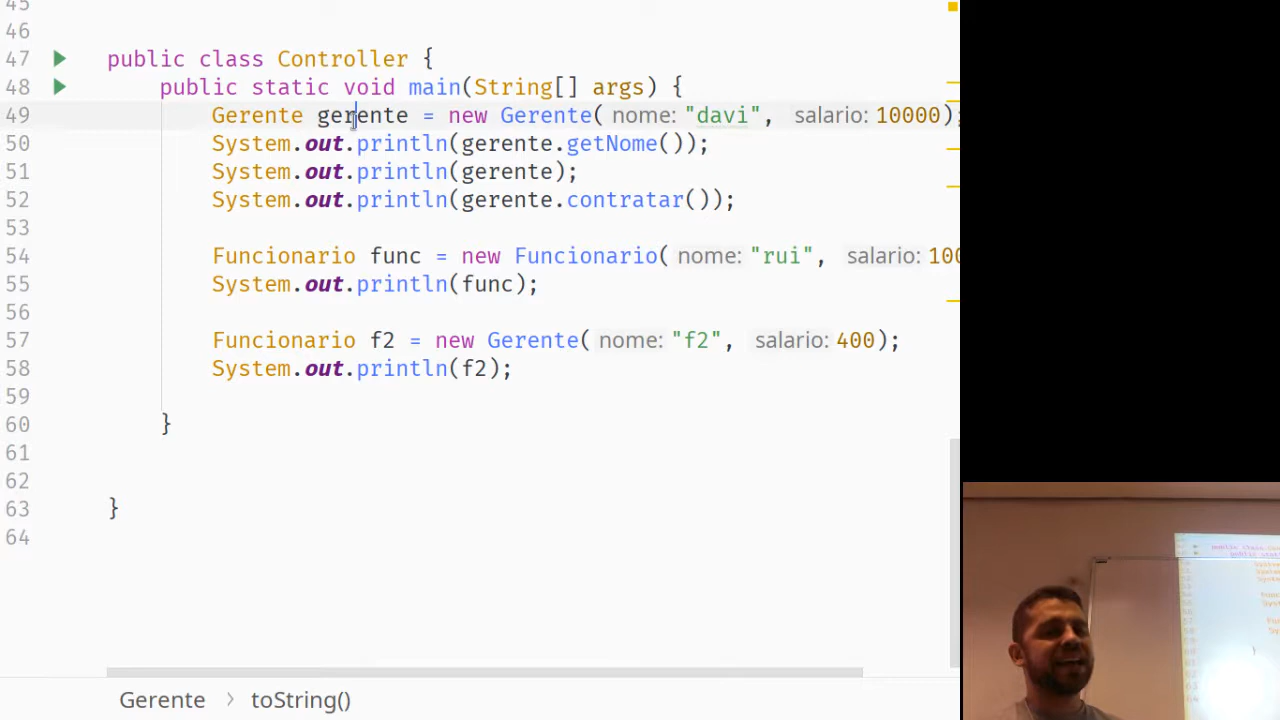 45
46
47 public class Controller {
48 public static void main(String[] args) {
49 Gerente gerente = new Gerente( nome: "davi", salario: 10000);
50 System.out.println(gerente.getNome());
51 System.out.println(gerente);
52 System.out.println(gerente.contratar());
53
54 Funcionario func = new Funcionario( nome: "rui", salario: 100
55 System.out.println(func);
56
57 Funcionario f2 = new Gerente( nome: "f2", salario: 400);
58 System.out.println(f2);
59
60 }
61
62
63 }
64
Gerente > toString()